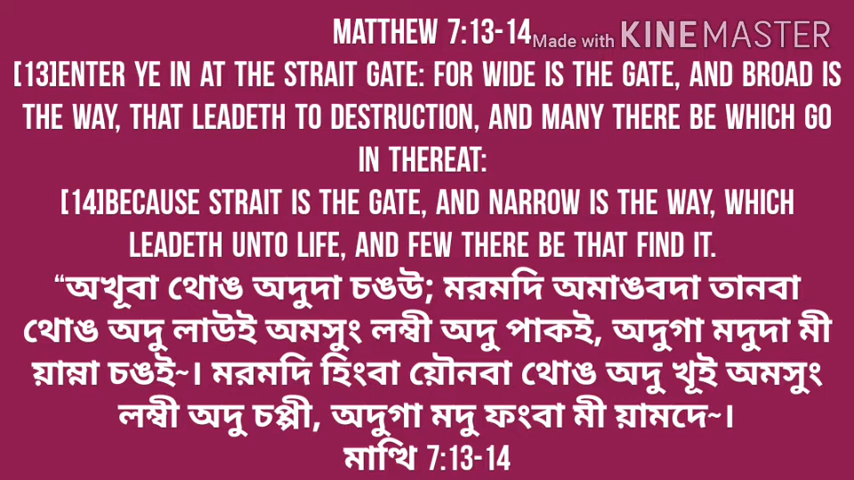 MATTHEW 7:13-14
Made with KINEMASTER
[13]ENTER YE IN AT THE STRAIT GATE: FOR WIDE IS THE GATE, AND BROAD IS
THE WAY, THAT LEADETH TO DESTRUCTION, AND MANY THERE BE WHICH GO
IN THEREAT:
[14]BECAUSE STRAIT IS THE GATE, AND NARROW IS THE WAY, WHICH
LEADETH UNTO LIFE, AND FEW THERE BE THAT FIND IT.
“অখূবা থোঙ অদুদা চঙউ; মরমদি অমাঙবদা তানবা
থোঙ অদু লাউই অমসুং লম্বী অদু পাকই, অদুগা মদুদা মী
য়াম্না চঙই~। মরমদি হিংবা য়ৌনবা থোঙ অদু খূই অমসুং
লম্বী অদু চপ্পী, অদুগা মদু ফংবা মী য়ামদে~।
মাত্থি 7:13-14